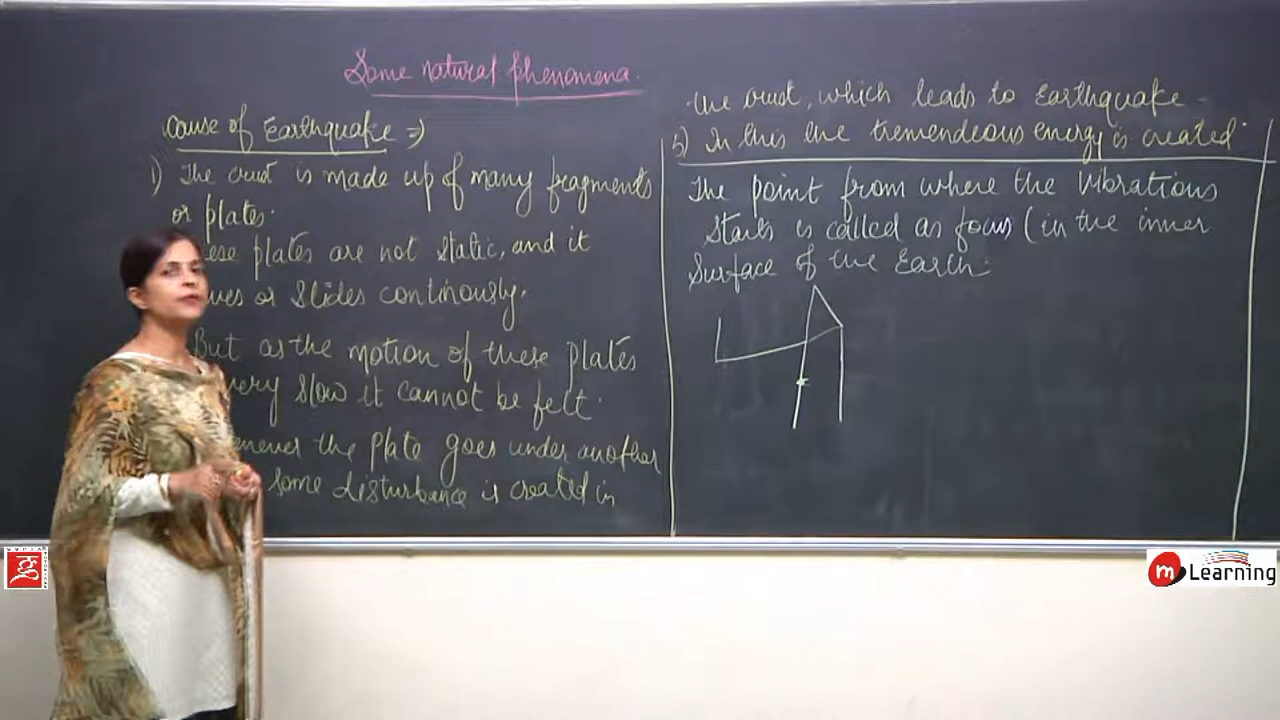 Some natural phenomena.
Cause of Earthquake ⇒
1) The crust is made up of many fragments
or plates.
plates are not static, and it
or slides continously.
But as the motion of these plates
very slow it cannot be felt.
the plate goes under another
some disturbance is created in
the crust, which leads to Earthquake
5) In this the tremendeous energy is created.
The point from where the vibrations
starts is called as focus (in the inner
surface of the Earth.
m Learning